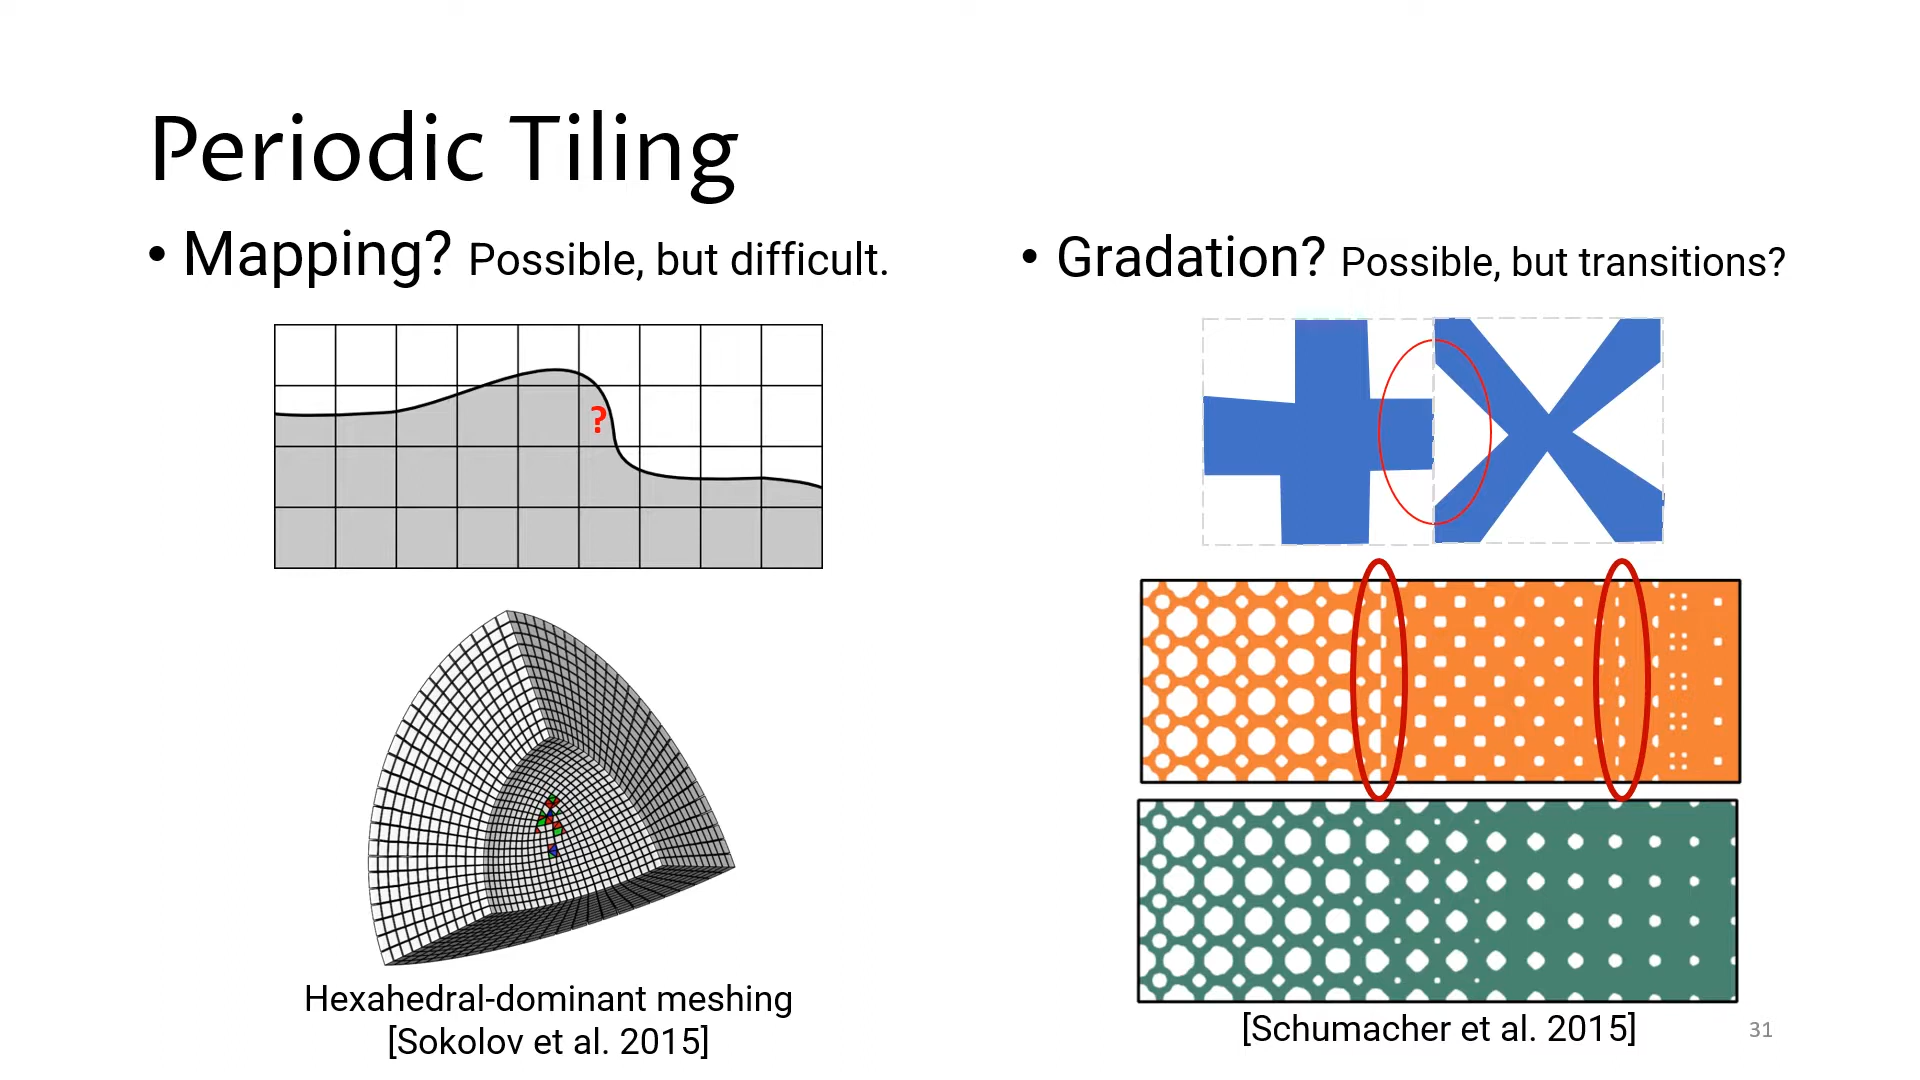 Periodic Tiling
• Mapping? Possible, but difficult.
?
Hexahedral-dominant meshing
[Sokolov et al. 2015]
• Gradation? Possible, but transitions?
[Schumacher et al. 2015]
31